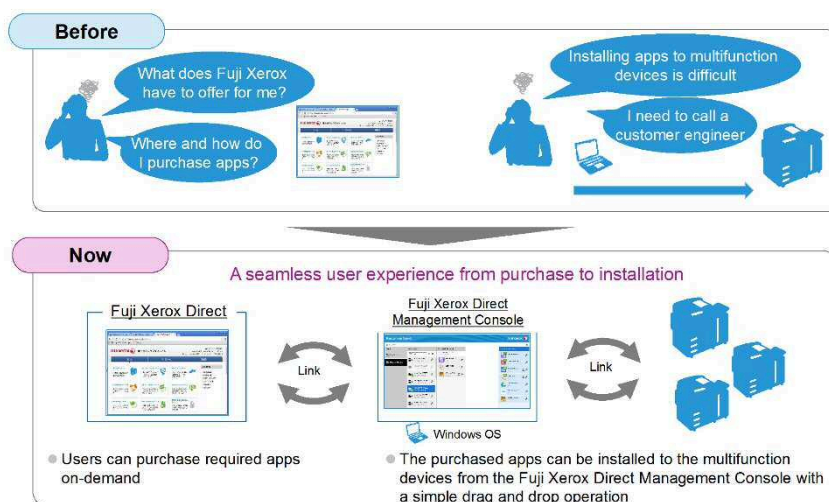 Before
What does Fuji Xerox
have to offer for me?
Where and how do
I purchase apps?
Installing apps to multifunction
devices is difficult
I need to call a
customer engineer
Now
A seamless user experience from purchase to installation
Fuji Xerox Direct
Link
Fuji Xerox Direct
Management Console
Link
Windows OS
Users can purchase required apps
on-demand
The purchased apps can be installed to the multifunction
devices from the Fuji Xerox Direct Management Console with
a simple drag and drop operation